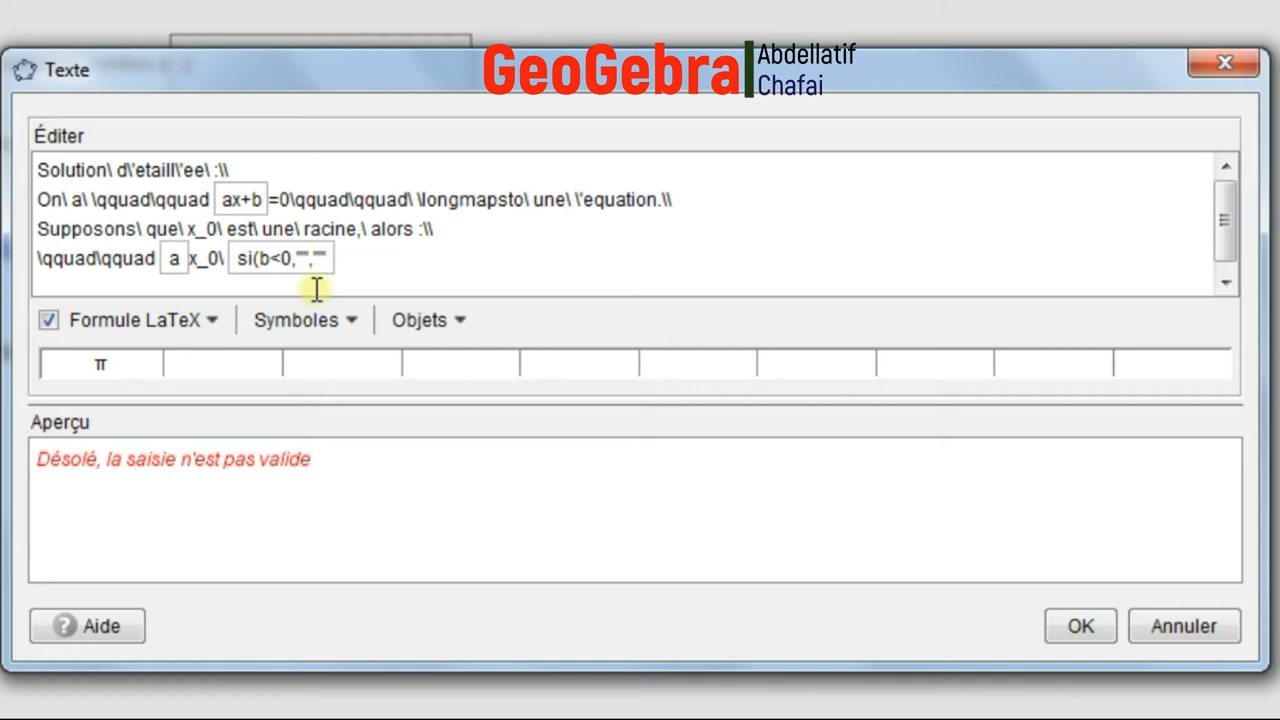 GeoGebra
Abdellatif
Chafai
Texte
Éditer
Solution\ d\'etaill\'ee\ :\\
On\ a\ \qquad\qquad ax+b =0\qquad\qquad\ \longmapsto\ une\ \'equation.\\
Supposons\ que\ x_0\ est\ une\ racine,\ alors\ :\\
\qquad\qquad a x_0\ si(b<0,"",""
Formule LaTeX
Symboles
Objets
π
Aperçu
Désolé, la saisie n'est pas valide
? Aide
OK
Annuler